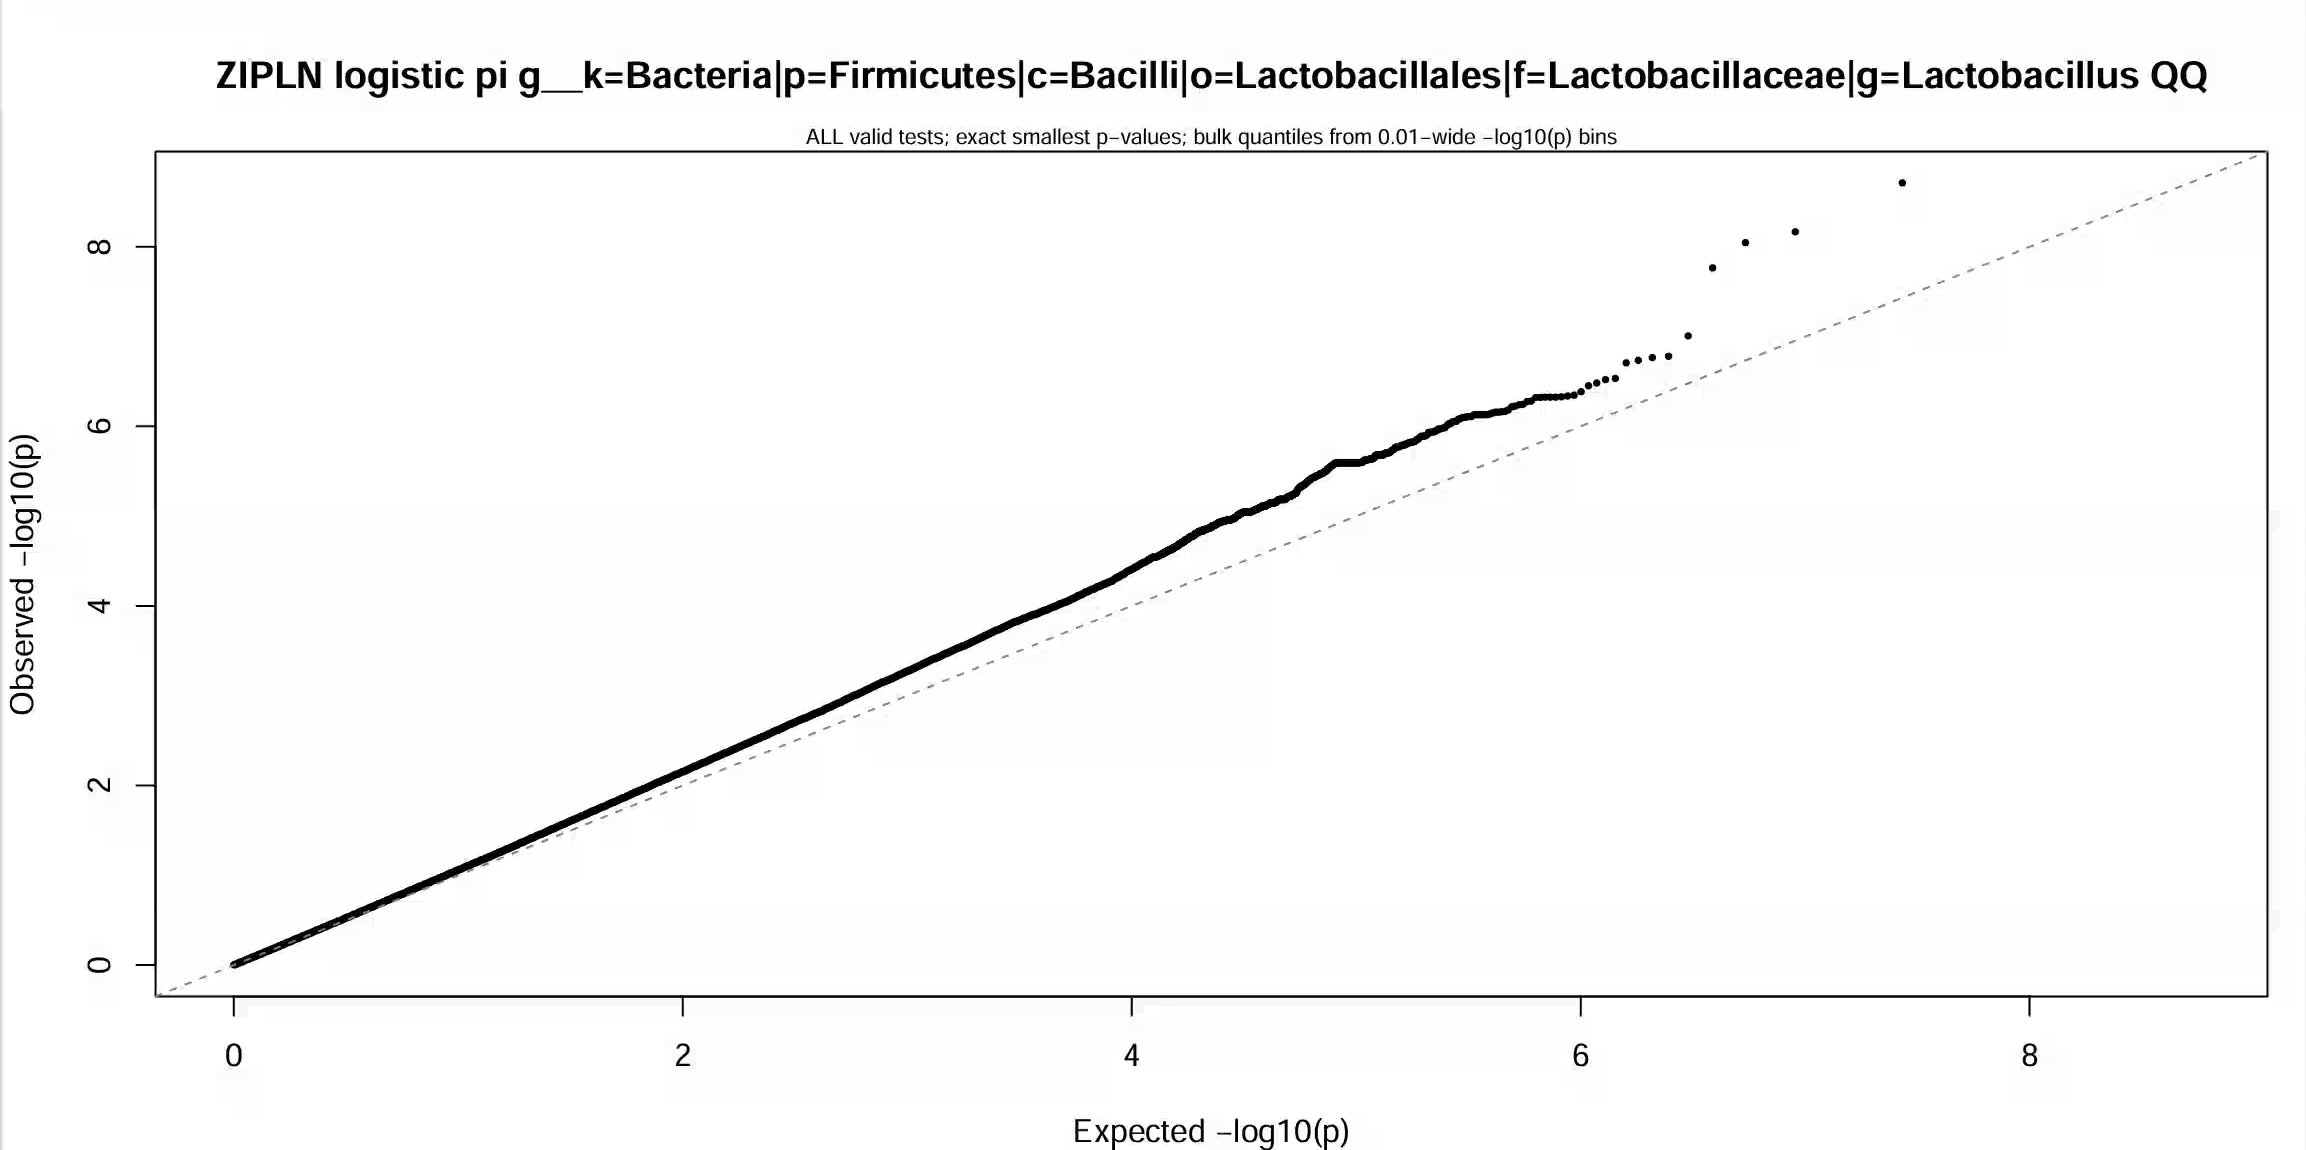 ZIPLN logistic pi g__k=Bacteria|p=Firmicutes|c=Bacilli|o=Lactobacillales|f=Lactobacillaceae|g=Lactobacillus QQ
ALL valid tests; exact smallest p−values; bulk quantiles from 0.01−wide −log10(p) bins
Observed −log10(p)
8
6
4
2
0
0 2 4 6 8
Expected −log10(p)